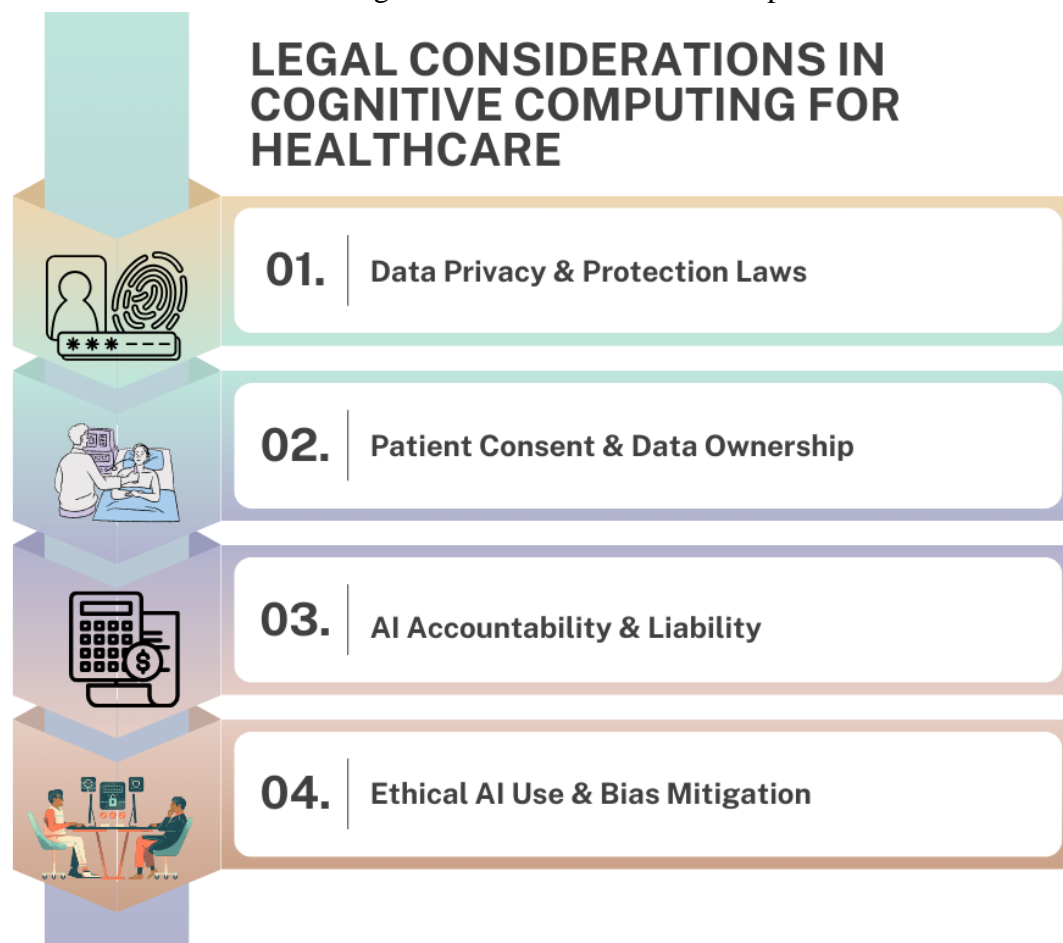 LEGAL CONSIDERATIONS IN
COGNITIVE COMPUTING FOR
HEALTHCARE
01. Data Privacy & Protection Laws
02. Patient Consent & Data Ownership
03. AI Accountability & Liability
04. Ethical AI Use & Bias Mitigation